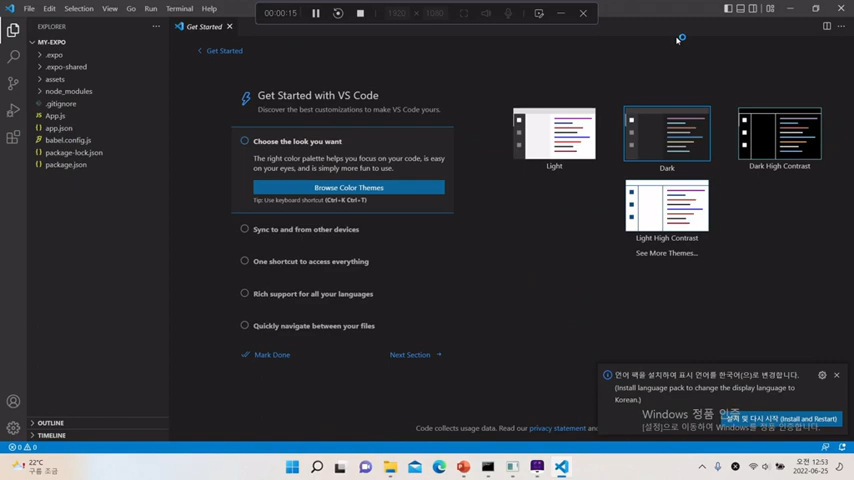 File Edit Selection View Go Run Terminal Help
00:00:15 1920 × 1080
EXPLORER
Get Started
MY-EXPO
.expo
.expo-shared
assets
node_modules
.gitignore
App.js
app.json
babel.config.js
package-lock.json
package.json
OUTLINE
TIMELINE
Get Started
Get Started with VS Code
Discover the best customizations to make VS Code yours.
Choose the look you want
The right color palette helps you focus on your code, is easy
on your eyes, and is simply more fun to use.
Browse Color Themes
Tip: Use keyboard shortcut (Ctrl+K Ctrl+T)
Sync to and from other devices
One shortcut to access everything
Rich support for all your languages
Quickly navigate between your files
Mark Done
Next Section
Light
Dark
Dark High Contrast
Light High Contrast
See More Themes...
언어 팩을 설치하여 표시 언어를 한국어(으)로 변경합니다.
(Install language pack to change the display language to
Korean.)
Windows 정품 인증
설치 및 다시 시작 (Install and Restart)
[설정]으로 이동하여 Windows를 정품 인증합니다.
Code collects usage data. Read our privacy statement an
0 0
22°C
구름 조금
오전 12:53
2022-06-25